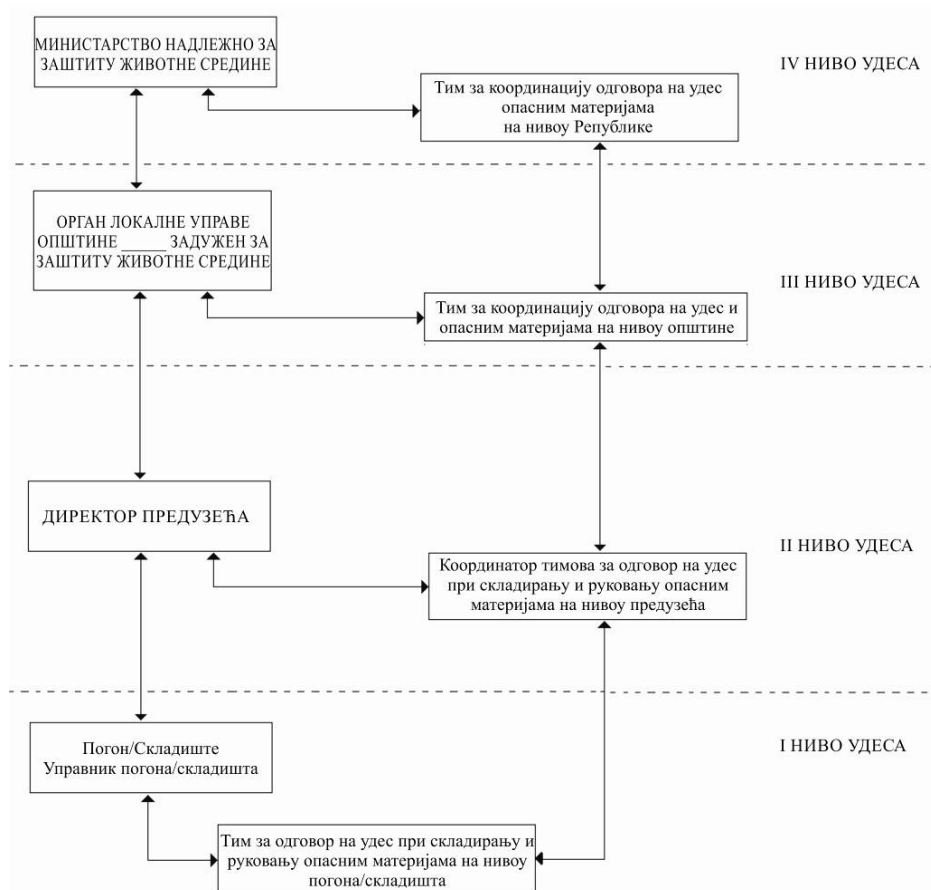 МИНИСТАРСТВО НАДЛЕЖНО ЗА
ЗАШТИТУ ЖИВОТНЕ СРЕДИНЕ
IV НИВО УДЕСА
Тим за координацију одговора на удес
опасним материјама
на нивоу Републике
ОРГАН ЛОКАЛНЕ УПРАВЕ
ОПШТИНЕ _____ ЗАДУЖЕН ЗА
ЗАШТИТУ ЖИВОТНЕ СРЕДИНЕ
III НИВО УДЕСА
Тим за координацију одговора на удес и
опасним материјама на нивоу општине
ДИРЕКТОР ПРЕДУЗЕЋА
II НИВО УДЕСА
Координатор тимова за одговор на удес
при складирању и руковању опасним
материјама на нивоу предузећа
Погон/Складиште
Управник погона/складишта
I НИВО УДЕСА
Тим за одговор на удес при складирању и
руковању опасним материјама на нивоу
погона/складишта